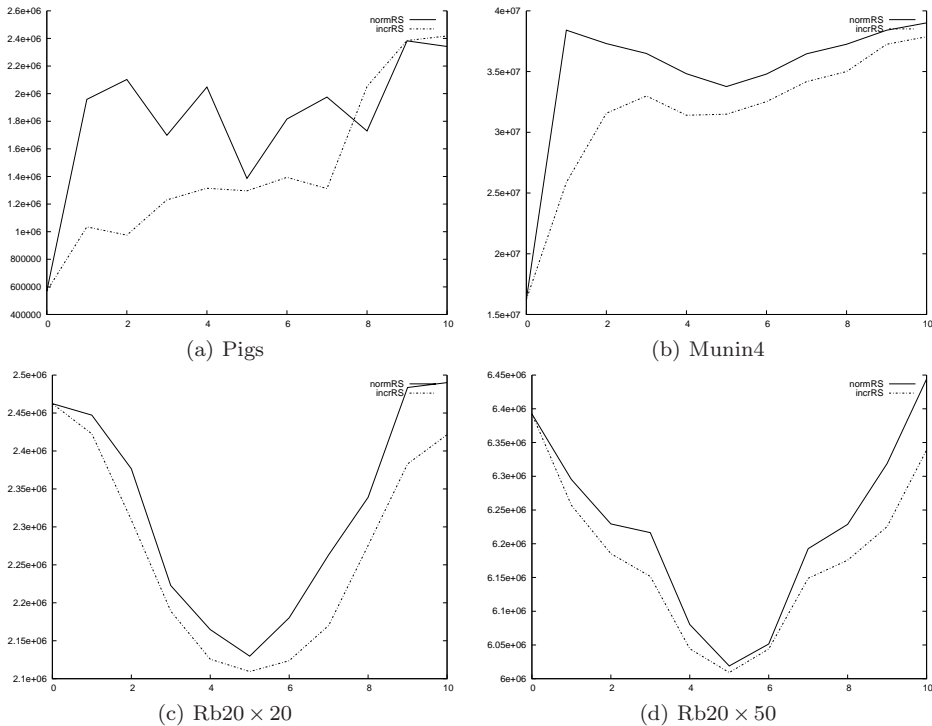 2.6e+06
normRS
incrRS
2.4e+06
2.2e+06
2e+06
1.8e+06
1.6e+06
1.4e+06
1.2e+06
1e+06
800000
600000
400000
0 2 4 6 8 10
(a) Pigs
4e+07
normRS
incrRS
3.5e+07
3e+07
2.5e+07
2e+07
1.5e+07
0 2 4 6 8 10
(b) Munin4
2.5e+06
normRS
incrRS
2.45e+06
2.4e+06
2.35e+06
2.3e+06
2.25e+06
2.2e+06
2.15e+06
2.1e+06
0 2 4 6 8 10
(c) Rb20 × 20
6.45e+06
normRS
incrRS
6.4e+06
6.35e+06
6.3e+06
6.25e+06
6.2e+06
6.15e+06
6.1e+06
6.05e+06
6e+06
0 2 4 6 8 10
(d) Rb20 × 50